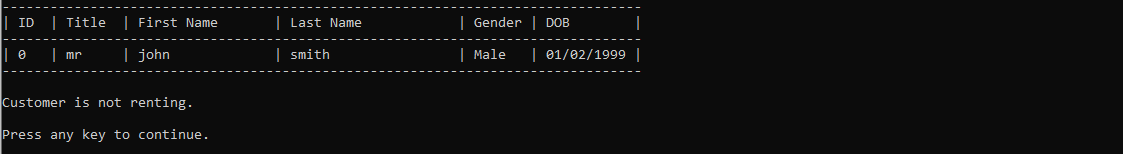 --------------------------------------------------------------------------------
| ID  | Title  | First Name       | Last Name            | Gender | DOB        |
--------------------------------------------------------------------------------
| 0   | mr     | john             | smith                | Male   | 01/02/1999 |
--------------------------------------------------------------------------------
Customer is not renting.
Press any key to continue.